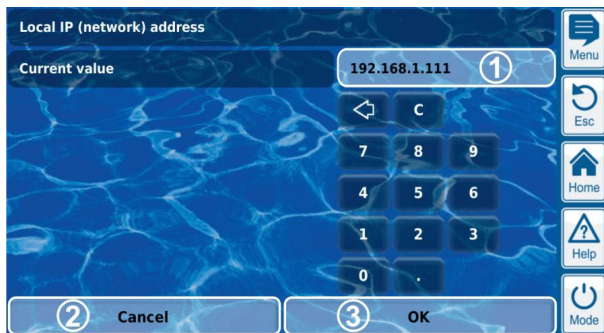 Local IP (network) address
Menu
Current value
192.168.1.111
1
Esc
C
7 8 9
4 5 6
Home
1 2 3
?
Help
0 .
2 Cancel
3 OK
Mode